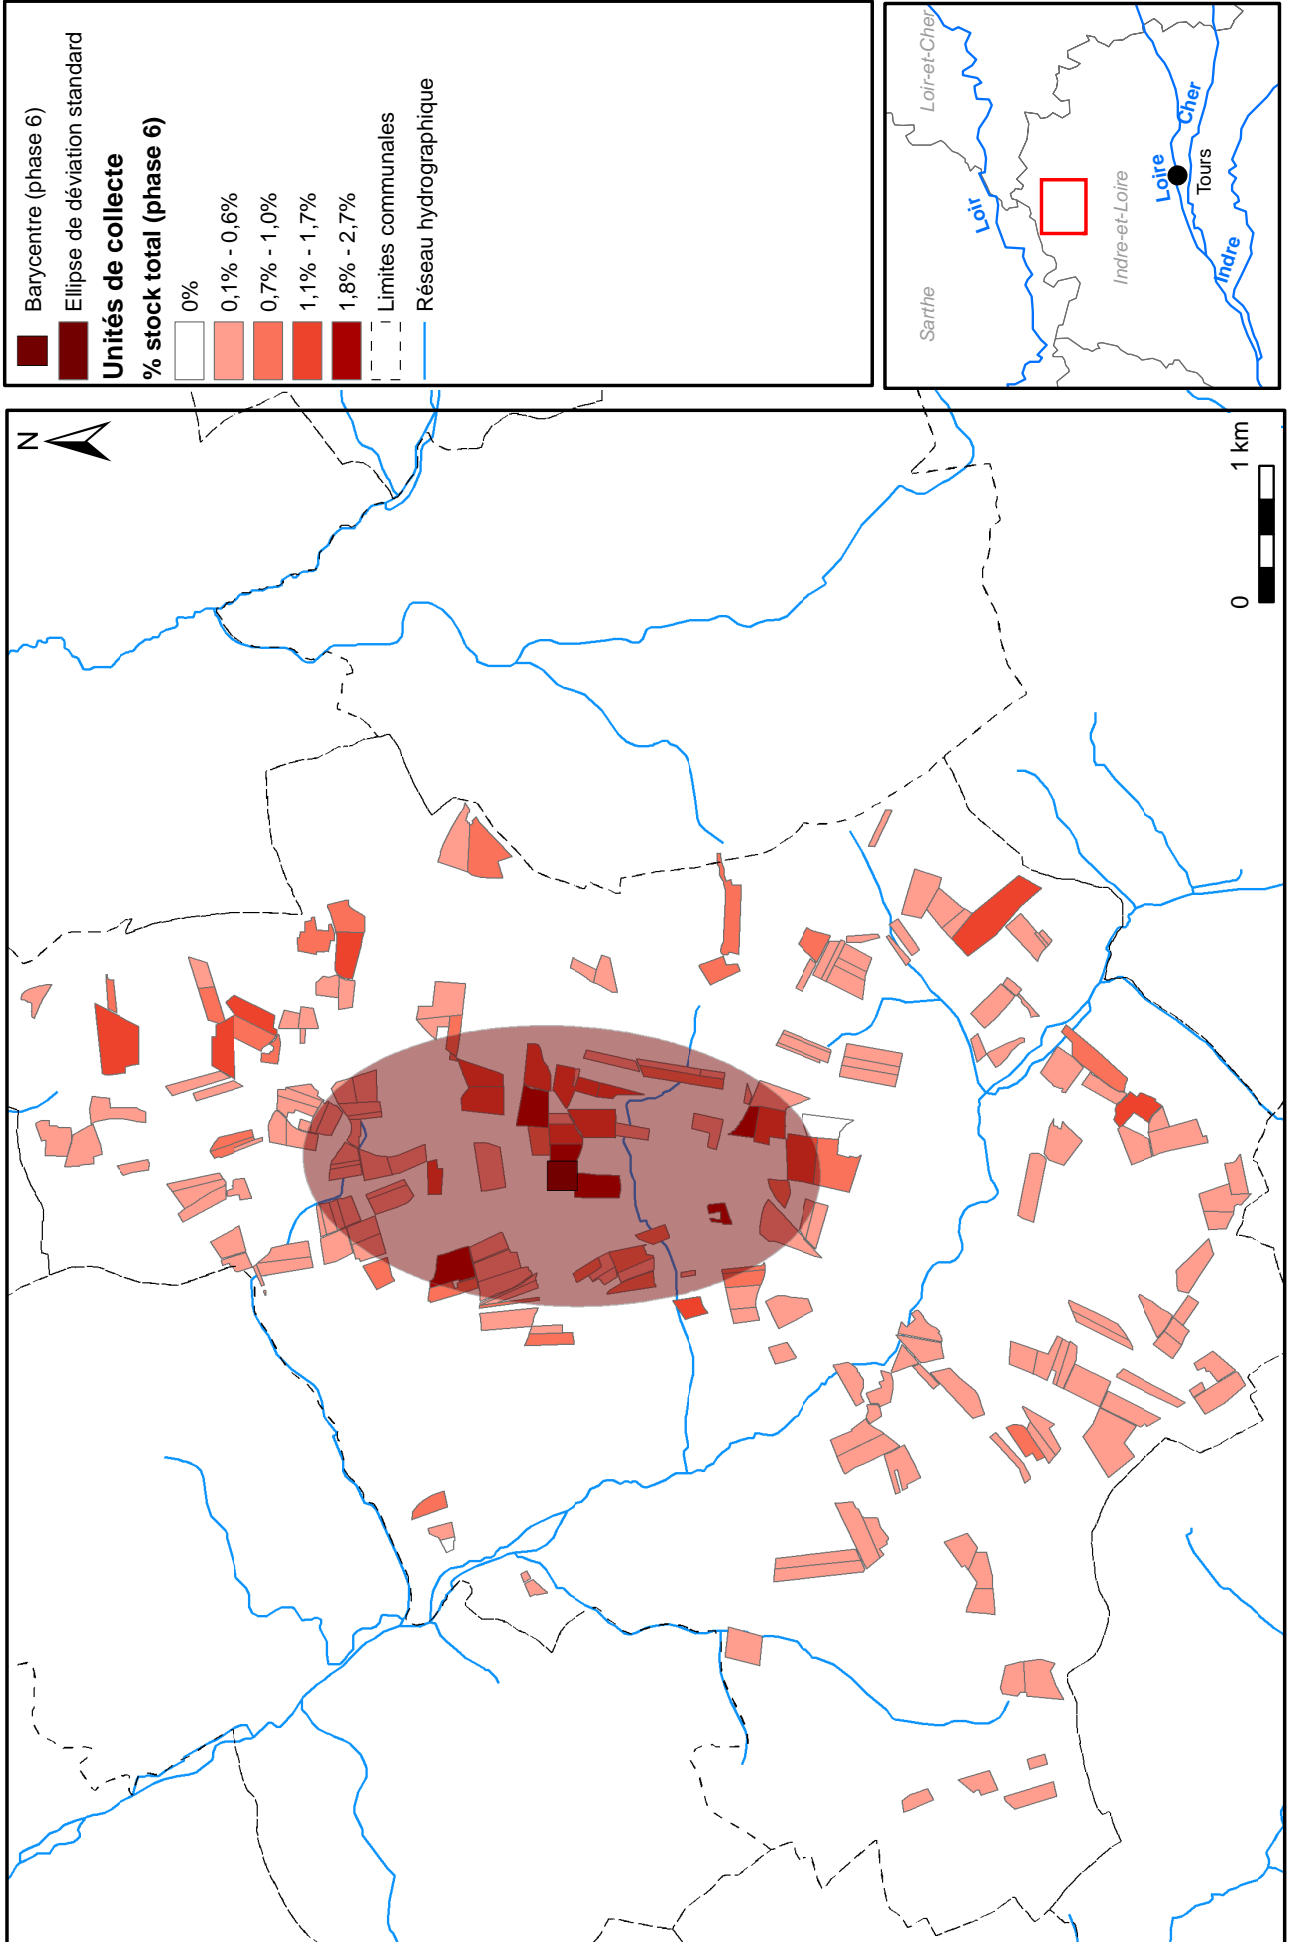 Barycentre (phase 6)
Ellipse de déviation standard
Unités de collecte
% stock total (phase 6)
0%
0,1% - 0,6%
0,7% - 1,0%
1,1% - 1,7%
1,8% - 2,7%
Limites communales
Réseau hydrographique
Sarthe
Loir-et-Cher
Loir
Indre-et-Loire
Loire
Cher
Tours
Indre
N
0
1 km